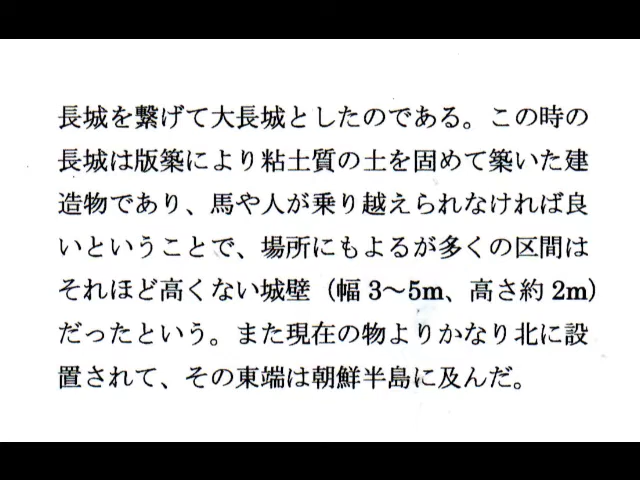 長城を繋げて大長城としたのである。この時の
長城は版築により粘土質の土を固めて築いた建
造物であり、馬や人が乗り越えられなければ良
いということで、場所にもよるが多くの区間は
それほど高くない城壁（幅 3～5m、高さ約 2m）
だったという。また現在の物よりかなり北に設
置されて、その東端は朝鮮半島に及んだ。